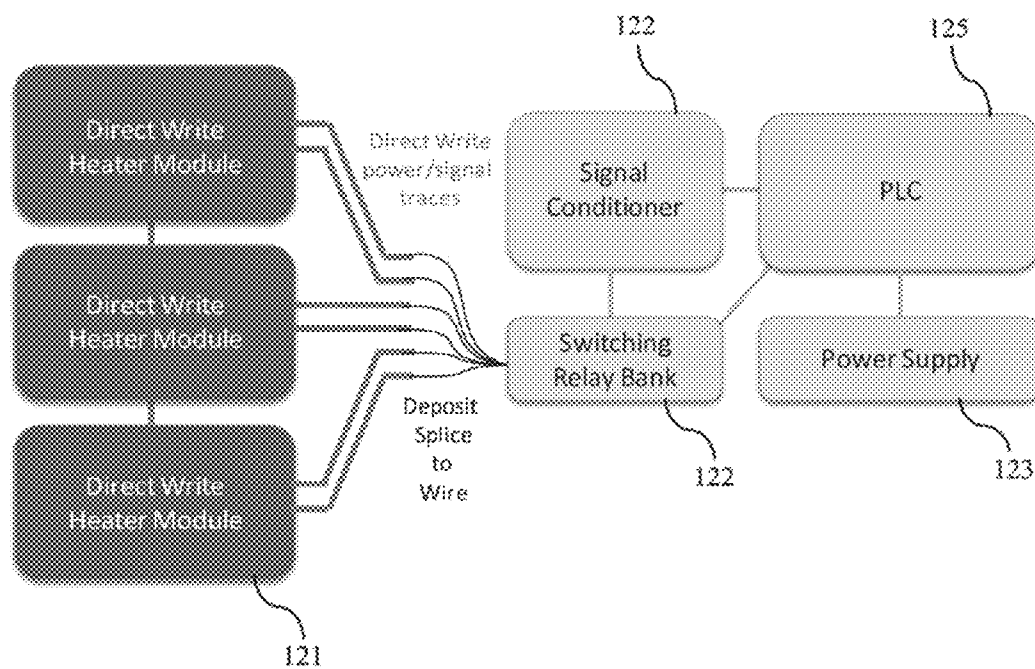 122
125
Direct Write
Heater Module
Direct Write
power/signal
traces
Signal
Conditioner
PLC
Direct Write
Heater Module
Switching
Relay Bank
Power Supply
Deposit
Splice
to
Wire
122
123
Direct Write
Heater Module
121